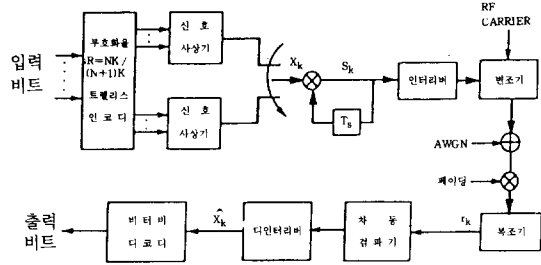 RF
CARRIER
입력
비트
부호화율
R=NK/
(N+1)K
트렐리스
인코더
신 호
사상기
신 호
사상기
X_k
S_k
T_s
인터리버
변조기
AWGN
페이딩
복조기
r_k
차 동
검파기
디인터리버
X̂_k
비터비
디코더
출력
비트